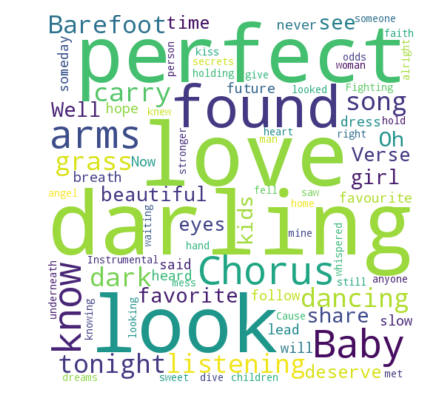 Barefoot time never see someone
faith
odds
woman
alright
kiss
secrets
give
person
someday
perfect
carry
holding
future
looked
Fighting
Well
hope
knew
found
song
dress
hold
arms
stronger
heart
man
right
Oh
love
Verse
grass
Now
girl
breath
angel
beautiful
fell
saw
home
favourite
darling
waiting
eyes
kids
hand
mine
whispered
Instrumental
said
Chorus
still
anyone
know
dark
heard
mess
underneath
knowing
looking
favorite
follow
Cause
dancing
look
share
slow
lead
Baby
tonight
listening
will
deserve
met
dreams
sweet
dive
children